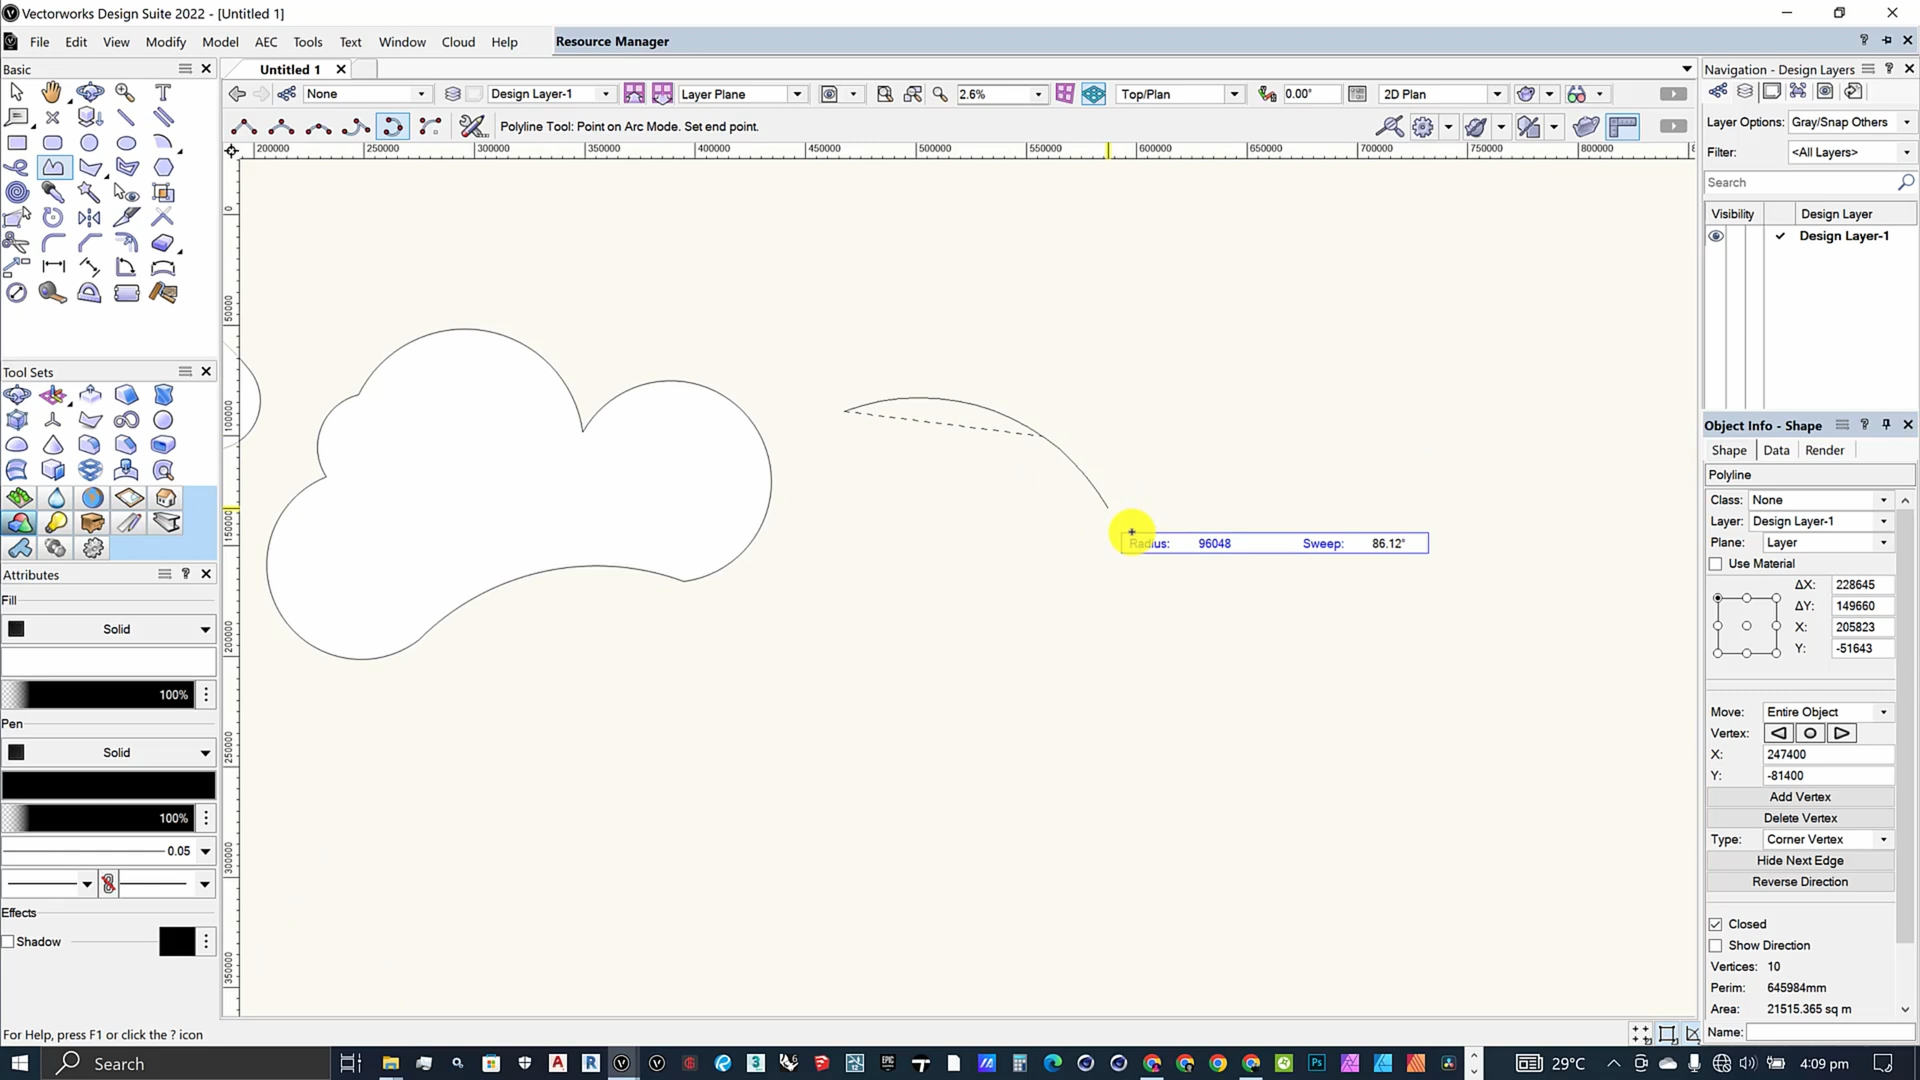 Vectorworks Design Suite 2022 - [Untitled 1]
File Edit View Modify Model AEC Tools Text Window Cloud Help
Resource Manager
Basic
Untitled 1
Navigation - Design Layers
None
Design Layer-1
Layer Plane
2.6%
Top/Plan
0.00°
2D Plan
Polyline Tool: Point on Arc Mode. Set end point.
Layer Options: Gray/Snap Others
Filter: <All Layers>
Search
Visibility Design Layer
Design Layer-1
200000 250000 300000 350000 400000 450000 500000 550000 600000 650000 700000 750000 800000
0
100000
150000
200000
250000
300000
350000
Tool Sets
Radius: 96048 Sweep: 86.12°
Attributes
Fill
Solid
100%
Pen
Solid
100%
0.05
Effects
Shadow
Object Info - Shape
Shape Data Render
Polyline
Class: None
Layer: Design Layer-1
Plane: Layer
Use Material
ΔX: 228645
ΔY: 149660
X: 205823
Y: -51643
Move: Entire Object
Vertex:
X: 247400
Y: -81400
Add Vertex
Delete Vertex
Type: Corner Vertex
Hide Next Edge
Reverse Direction
Closed
Show Direction
Vertices: 10
Perim: 645984mm
Area: 21515.365 sq m
Name:
For Help, press F1 or click the ? icon
Search
29°C
4:09 pm